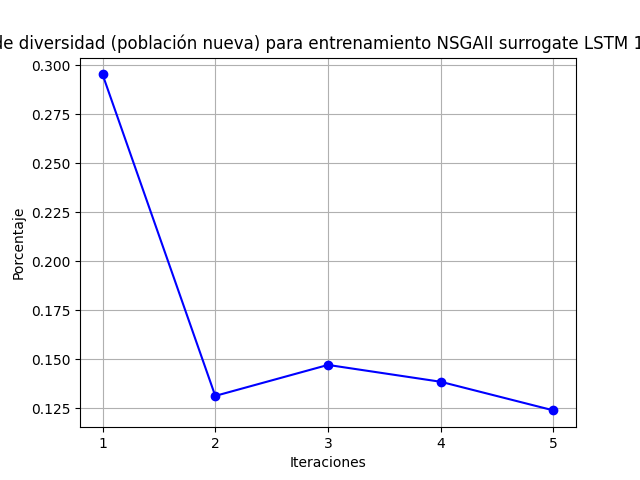 de diversidad (población nueva) para entrenamiento NSGAII surrogate LSTM 1
0.300
0.275
0.250
0.225
0.200
0.175
0.150
0.125
Porcentaje
1 2 3 4 5
Iteraciones